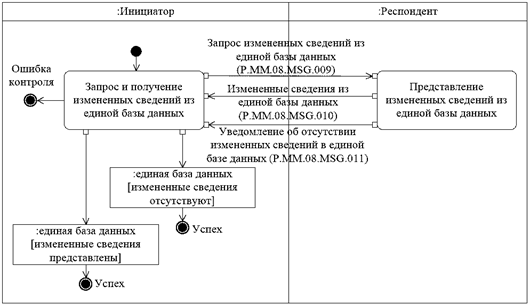 :Инициатор
:Респондент
Запрос измененных сведений из
единой базы данных
(P.MM.08.MSG.009)
Ошибка
контроля
Запрос и получение
измененных сведений из
единой базы данных
Измененные сведения из
единой базы данных
(P.MM.08.MSG.010)
Представление
измененных сведений из
единой базы данных
Уведомление об отсутствии
измененных сведений в единой
базе данных (P.MM.08.MSG.011)
:единая база данных
[измененные сведения
отсутствуют]
Успех
:единая база данных
[измененные сведения
представлены]
Успех